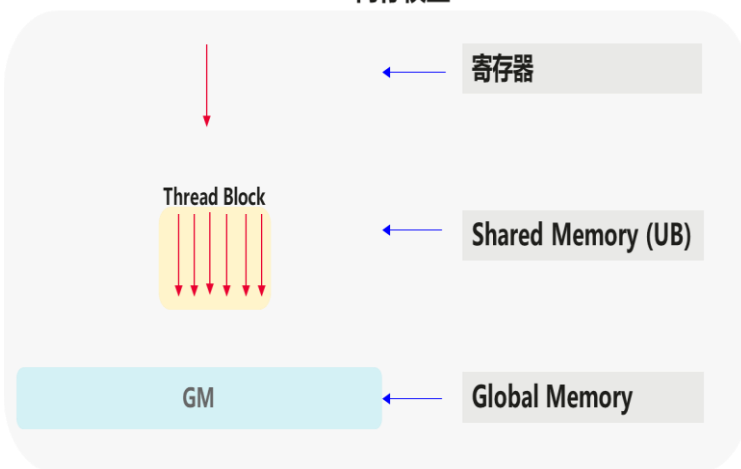 寄存器
Thread Block
Shared Memory (UB)
GM
Global Memory